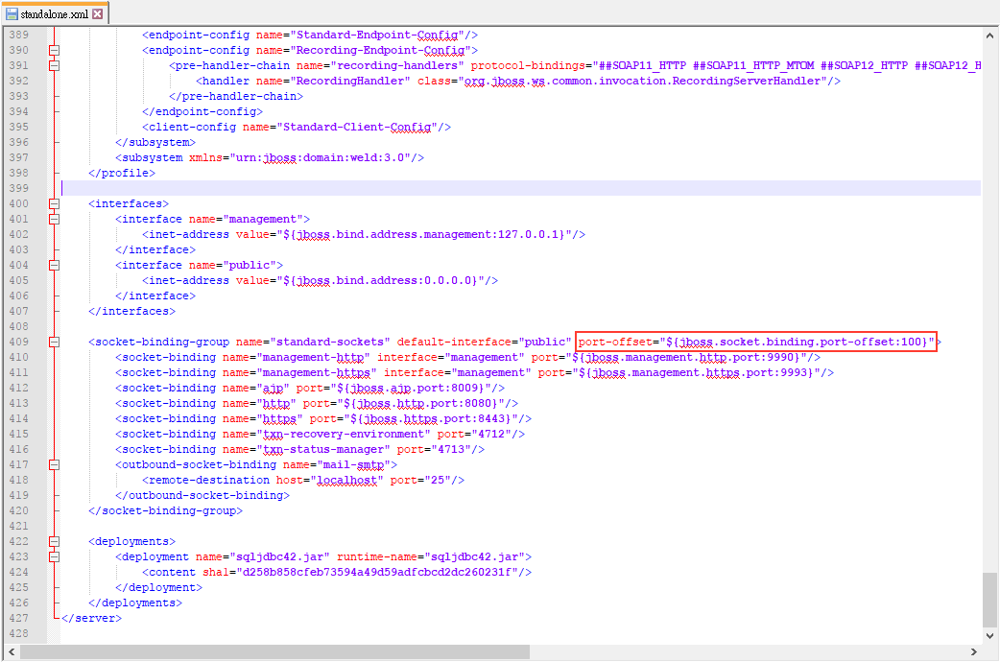 standalone.xml
389 <endpoint-config name="Standard-Endpoint-Config"/>
390 <endpoint-config name="Recording-Endpoint-Config">
391 <pre-handler-chain name="recording-handlers" protocol-bindings="##SOAP11_HTTP ##SOAP11_HTTP_MTOM ##SOAP12_HTTP ##SOAP12_H
392 <handler name="RecordingHandler" class="org.jboss.ws.common.invocation.RecordingServerHandler"/>
393 </pre-handler-chain>
394 </endpoint-config>
395 <client-config name="Standard-Client-Config"/>
396 </subsystem>
397 <subsystem xmlns="urn:jboss:domain:weld:3.0"/>
398 </profile>
399
400 <interfaces>
401 <interface name="management">
402 <inet-address value="${jboss.bind.address.management:127.0.0.1}"/>
403 </interface>
404 <interface name="public">
405 <inet-address value="${jboss.bind.address:0.0.0.0}"/>
406 </interface>
407 </interfaces>
408
409 <socket-binding-group name="standard-sockets" default-interface="public" port-offset="${jboss.socket.binding.port-offset:100}">
410 <socket-binding name="management-http" interface="management" port="${jboss.management.http.port:9990}"/>
411 <socket-binding name="management-https" interface="management" port="${jboss.management.https.port:9993}"/>
412 <socket-binding name="ajp" port="${jboss.ajp.port:8009}"/>
413 <socket-binding name="http" port="${jboss.http.port:8080}"/>
414 <socket-binding name="https" port="${jboss.https.port:8443}"/>
415 <socket-binding name="txn-recovery-environment" port="4712"/>
416 <socket-binding name="txn-status-manager" port="4713"/>
417 <outbound-socket-binding name="mail-smtp">
418 <remote-destination host="localhost" port="25"/>
419 </outbound-socket-binding>
420 </socket-binding-group>
421
422 <deployments>
423 <deployment name="sqljdbc42.jar" runtime-name="sqljdbc42.jar">
424 <content sha1="d258b858cfeb73594a49d59adfcbcd2dc260231f"/>
425 </deployment>
426 </deployments>
427 </server>
428